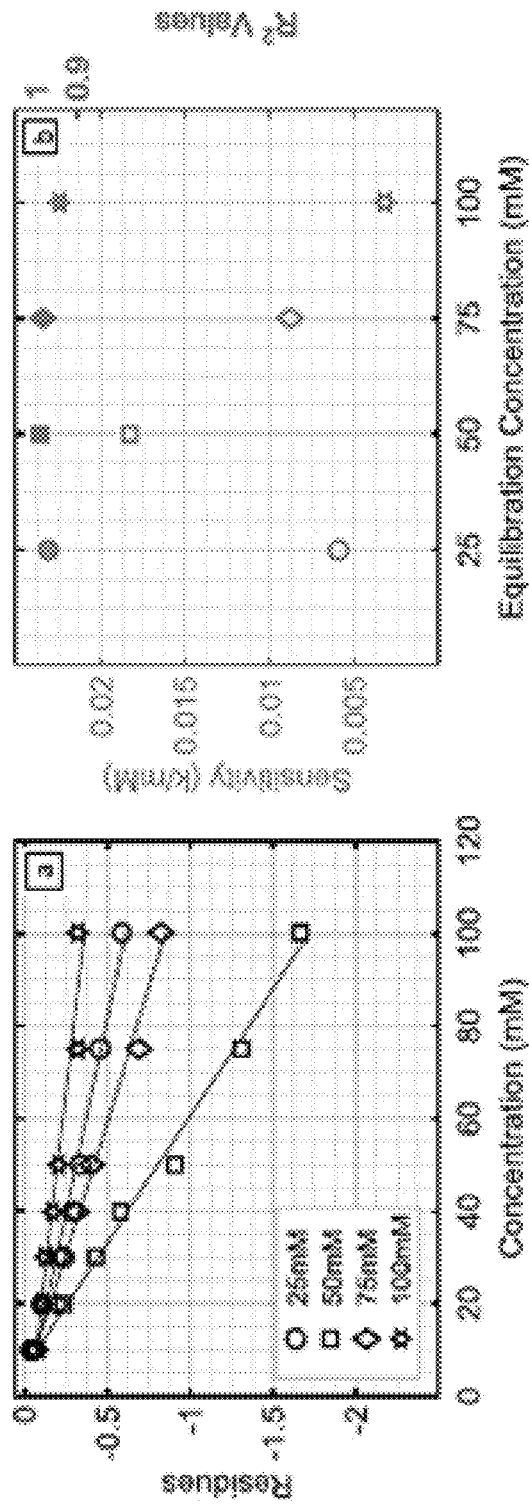 a
Residues
0
-0.5
-1
-1.5
-2
0
20
40
60
80
100
120
Concentration (mM)
25mM
50mM
75mM
100mM
b
Sensitivity (k/mM)
0.02
0.015
0.01
0.005
25
50
75
100
Equilibration Concentration (mM)
1
0.9
R² Values